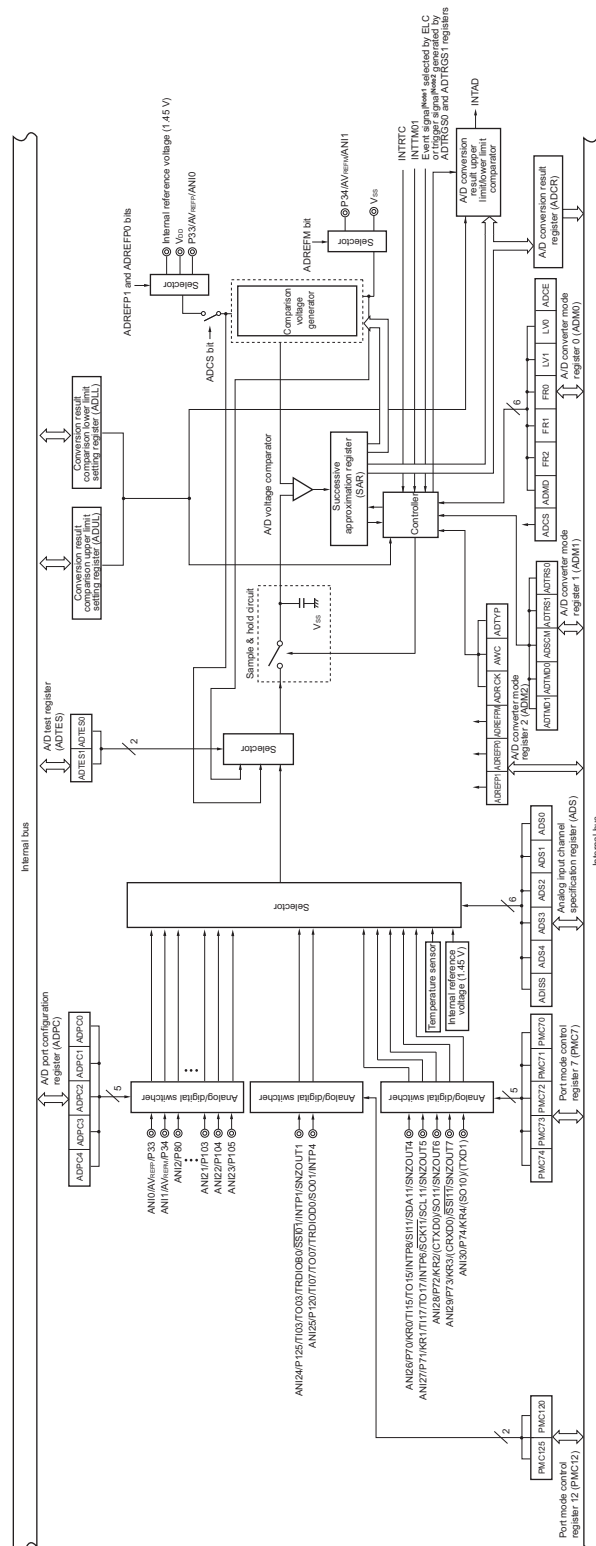 Internal bus
A/D port configuration
register (ADPC)
ADPC4
ADPC3
ADPC2
ADPC1
ADPC0
5
A/D test register
(ADTES)
ADTES1
ADTES0
2
Conversion result
comparison upper limit
setting register (ADUL)
Conversion result
comparison lower limit
setting register (ADLL)
ADREFP1 and ADREFP0 bits
Selector
Internal reference voltage (1.45 V)
VDD
P33/AVREFP/ANI0
ADCS bit
ADREFM bit
Selector
P34/AVREFM/ANI1
VSS
Comparison
voltage
generator
ANI0/AVREFP/P33
ANI1/AVREFM/P34
ANI2/P80
ANI21/P103
ANI22/P104
ANI23/P105
Analog/digital switcher
ANI24/P125/TI03/TO03/TRDIOB0/SSI01/INTP1/SNZOUT1
ANI25/P120/TI07/TO07/TRDIOD0/SO01/INTP4
Analog/digital switcher
ANI26/P70/KR0/TI15/TO15/INTP8/SI11/SDA11/SNZOUT4
ANI27/P71/KR1/TI17/TO17/INTP6/SCK11/SCL11/SNZOUT5
ANI28/P72/KR2/(CTXD0)/SO11/SNZOUT6
ANI29/P73/KR3/(CRXD0)/SSI11/SNZOUT7
ANI30/P74/KR4/(SO10)/(TXD1)
Analog/digital switcher
Selector
Temperature sensor
Internal reference
voltage (1.45 V)
Selector
Sample & hold circuit
VSS
A/D voltage comparator
Successive
approximation register
(SAR)
Controller
INTRTC
INTTM01
Event signalNote1 selected by ELC
or trigger signalNote2 generated by
ADTRGS0 and ADTRGS1 registers
A/D conversion
result upper
limit/lower limit
comparator
INTAD
A/D conversion result
register (ADCR)
2
PMC125
PMC120
Port mode control
register 12 (PMC12)
5
PMC74
PMC73
PMC72
PMC71
PMC70
Port mode control
register 7 (PMC7)
6
ADISS
ADS4
ADS3
ADS2
ADS1
ADS0
Analog input channel
specification register (ADS)
ADREFP1
ADREFP0
ADREFPM
ADRCK
AWC
ADTYP
A/D converter mode
register 2 (ADM2)
ADTMD1
ADTMD0
ADSCM
ADTRS1
ADTRS0
A/D converter mode
register 1 (ADM1)
6
ADCS
ADMD
FR2
FR1
FR0
LV1
LV0
ADCE
A/D converter mode
register 0 (ADM0)
Internal bus